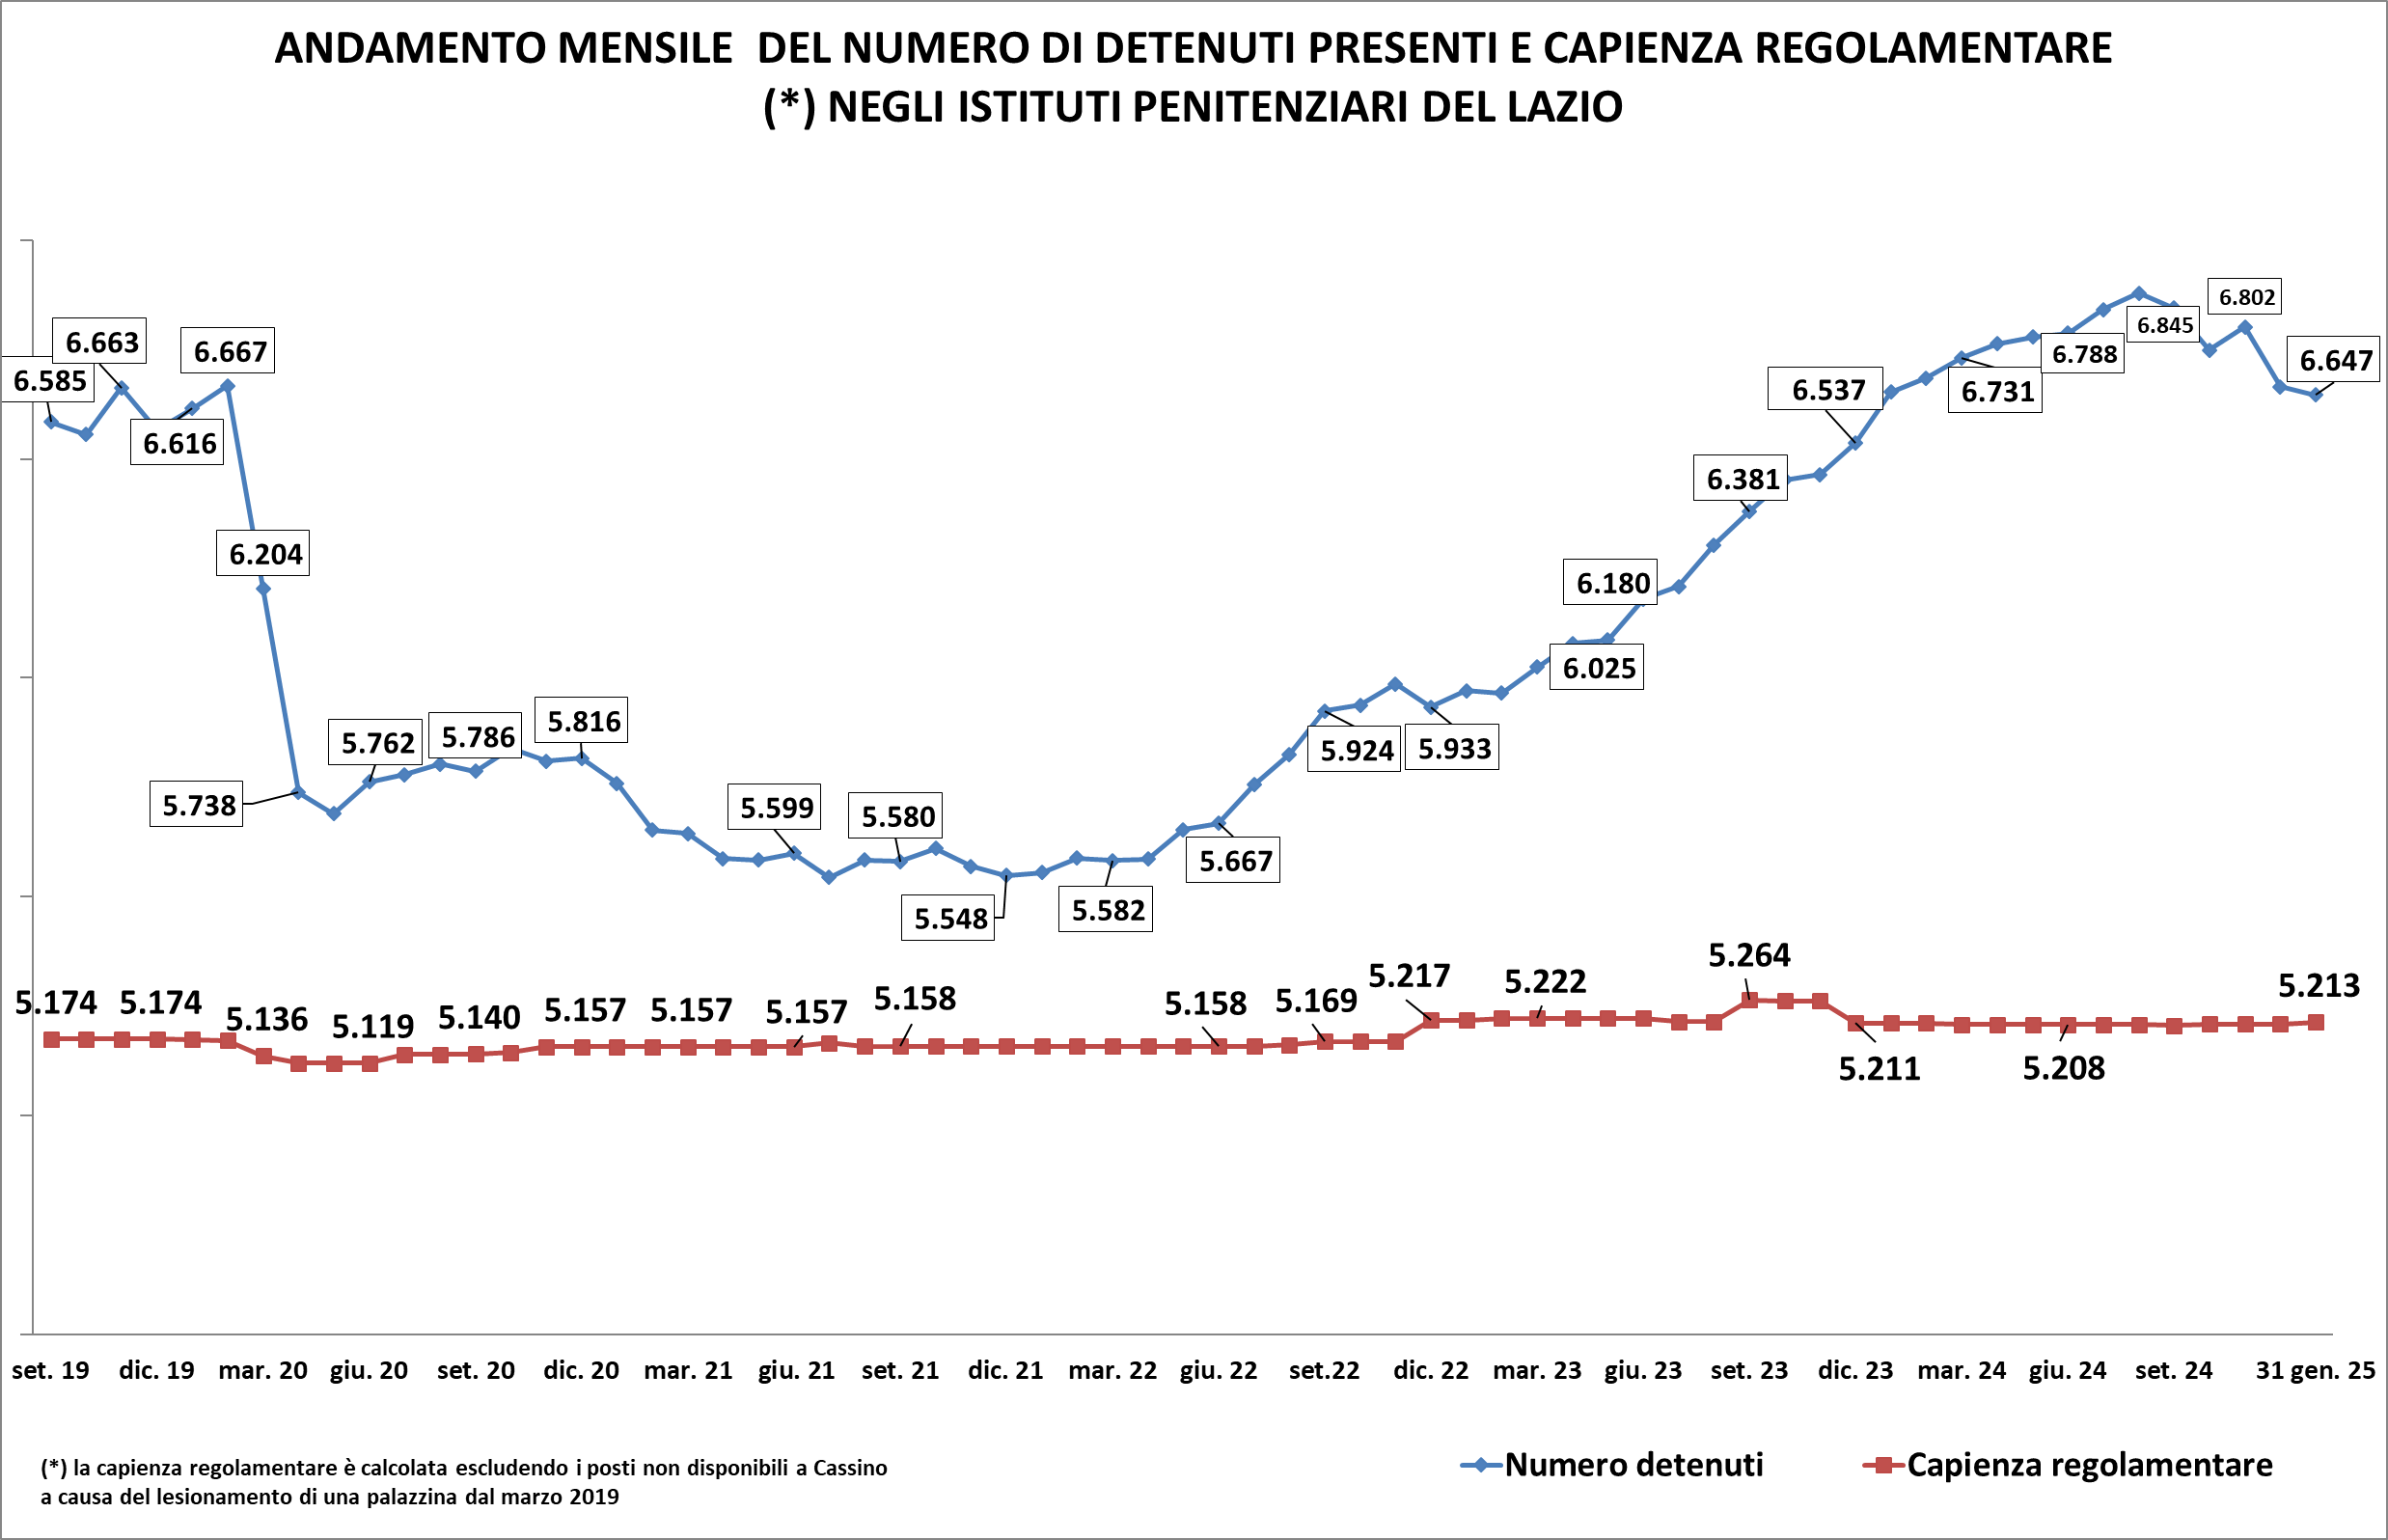 ANDAMENTO MENSILE  DEL NUMERO DI DETENUTI PRESENTI E CAPIENZA REGOLAMENTARE
(*) NEGLI ISTITUTI PENITENZIARI DEL LAZIO
6.585
6.663
6.616
6.667
6.204
5.738
5.762
5.786
5.816
5.599
5.580
5.548
5.582
5.667
5.924
5.933
6.025
6.180
6.381
6.537
6.731
6.788
6.845
6.802
6.647
5.174
5.174
5.136
5.119
5.140
5.157
5.157
5.157
5.158
5.158
5.169
5.217
5.222
5.264
5.211
5.208
5.213
set. 19
dic. 19
mar. 20
giu. 20
set. 20
dic. 20
mar. 21
giu. 21
set. 21
dic. 21
mar. 22
giu. 22
set.22
dic. 22
mar. 23
giu. 23
set. 23
dic. 23
mar. 24
giu. 24
set. 24
31 gen. 25
(*) la capienza regolamentare è calcolata escludendo i posti non disponibili a Cassino
a causa del lesionamento di una palazzina dal marzo 2019
Numero detenuti
Capienza regolamentare